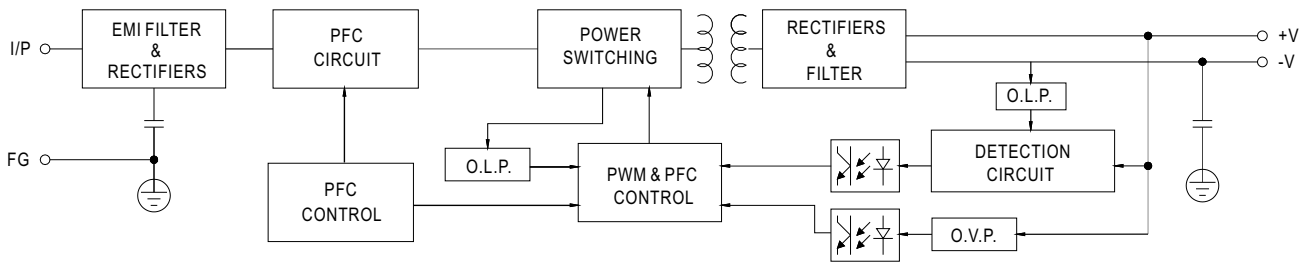 I/P
EMI FILTER
&
RECTIFIERS
PFC
CIRCUIT
POWER
SWITCHING
RECTIFIERS
&
FILTER
+V
-V
O.L.P.
FG
O.L.P.
PFC
CONTROL
PWM & PFC
CONTROL
DETECTION
CIRCUIT
O.V.P.